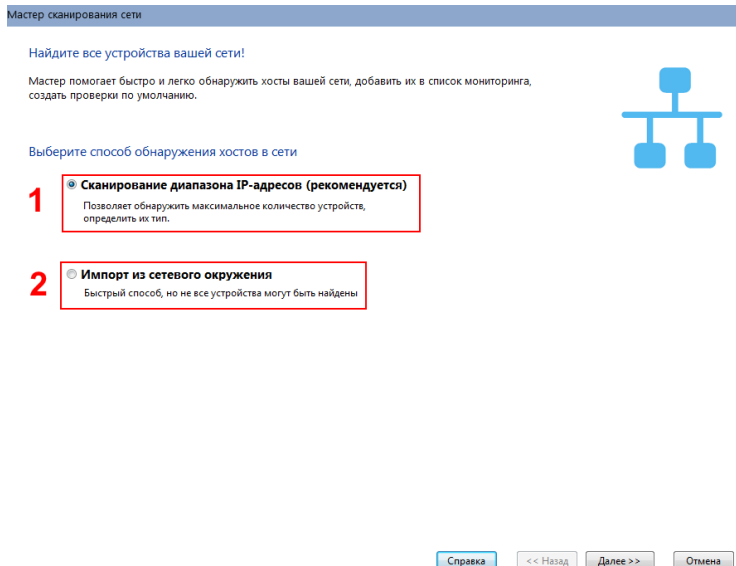 Мастер сканирования сети
Найдите все устройства вашей сети!
Мастер помогает быстро и легко обнаружить хосты вашей сети, добавить их в список мониторинга,
создать проверки по умолчанию.
Выберите способ обнаружения хостов в сети
1
Сканирование диапазона IP-адресов (рекомендуется)
Позволяет обнаружить максимальное количество устройств,
определить их тип.
2
Импорт из сетевого окружения
Быстрый способ, но не все устройства могут быть найдены
Справка << Назад Далее >> Отмена